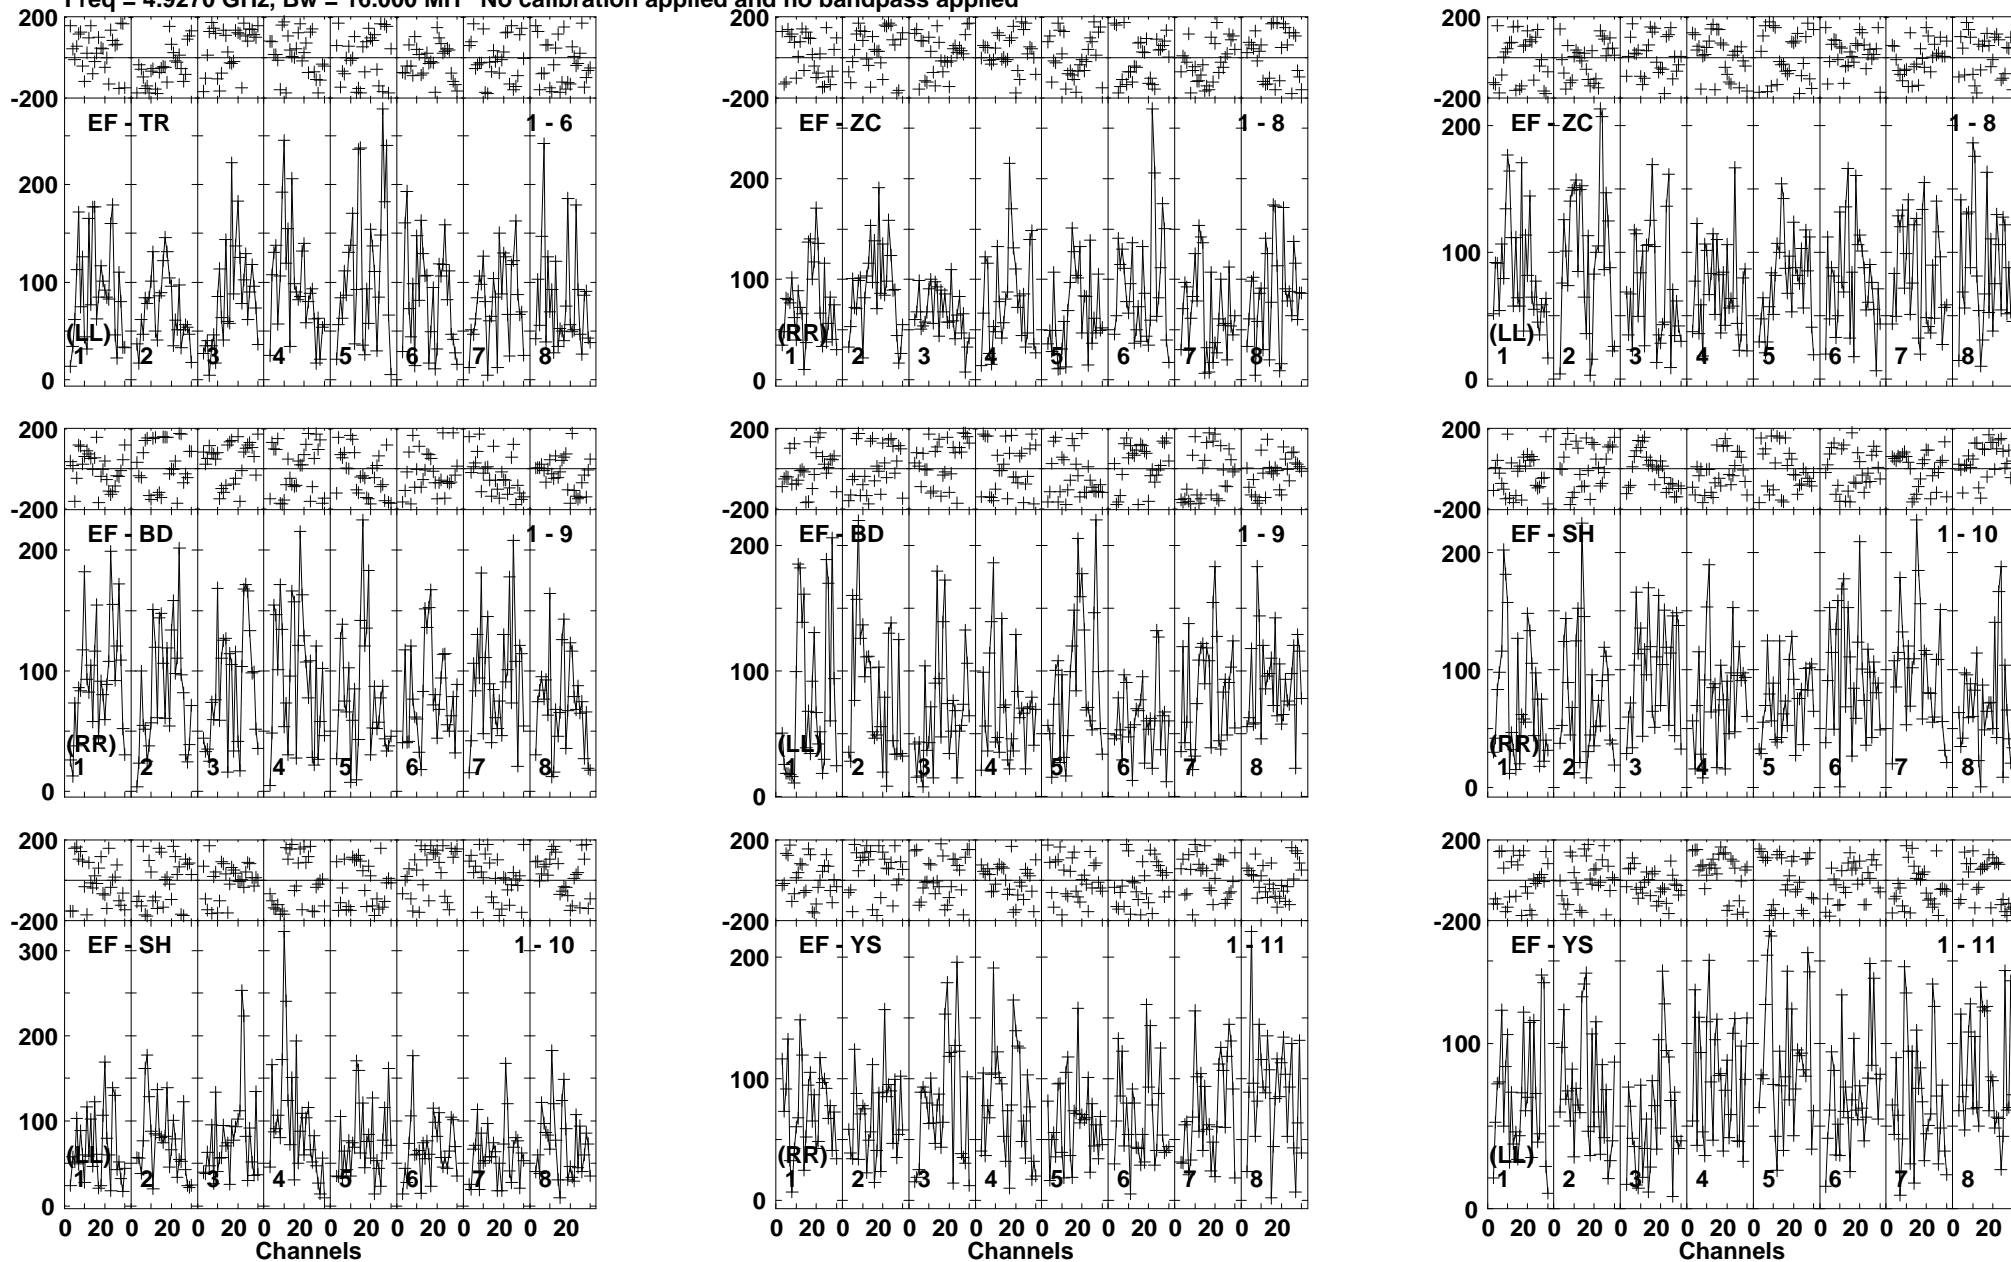 Freq = 4.9270 GHz, Bw = 16.000 MH No calibration applied and no bandpass applied
200 200 200
-200 -200 -200
EF - TR 1 - 6 EF - ZC 1 - 8 EF - ZC 1 - 8
200 200 200
100 100 100
0 0 0
(LL) (RR) (LL)
1 2 3 4 5 6 7 8 1 2 3 4 5 6 7 8 1 2 3 4 5 6 7 8
200 200 200
-200 -200 -200
EF - BD 1 - 9 EF - BD 1 - 9 EF - SH 1 - 10
200 200 200
100 100 100
0 0 0
(RR) (LL) (RR)
1 2 3 4 5 6 7 8 1 2 3 4 5 6 7 8 1 2 3 4 5 6 7 8
200 200 200
-200 -200 -200
EF - SH 1 - 10 EF - YS 1 - 11 EF - YS 1 - 11
300
200 200
100 100 100
0 0 0
(LL) (RR) (LL)
1 2 3 4 5 6 7 8 1 2 3 4 5 6 7 8 1 2 3 4 5 6 7 8
0 20 0 20 0 20 0 20 0 20 0 20 0 20 0 20 0 20 0 20 0 20 0 20 0 20 0 20 0 20 0 20 0 20 0 20 0 20 0 20 0 20 0 20 0 20 0 20
Channels Channels Channels